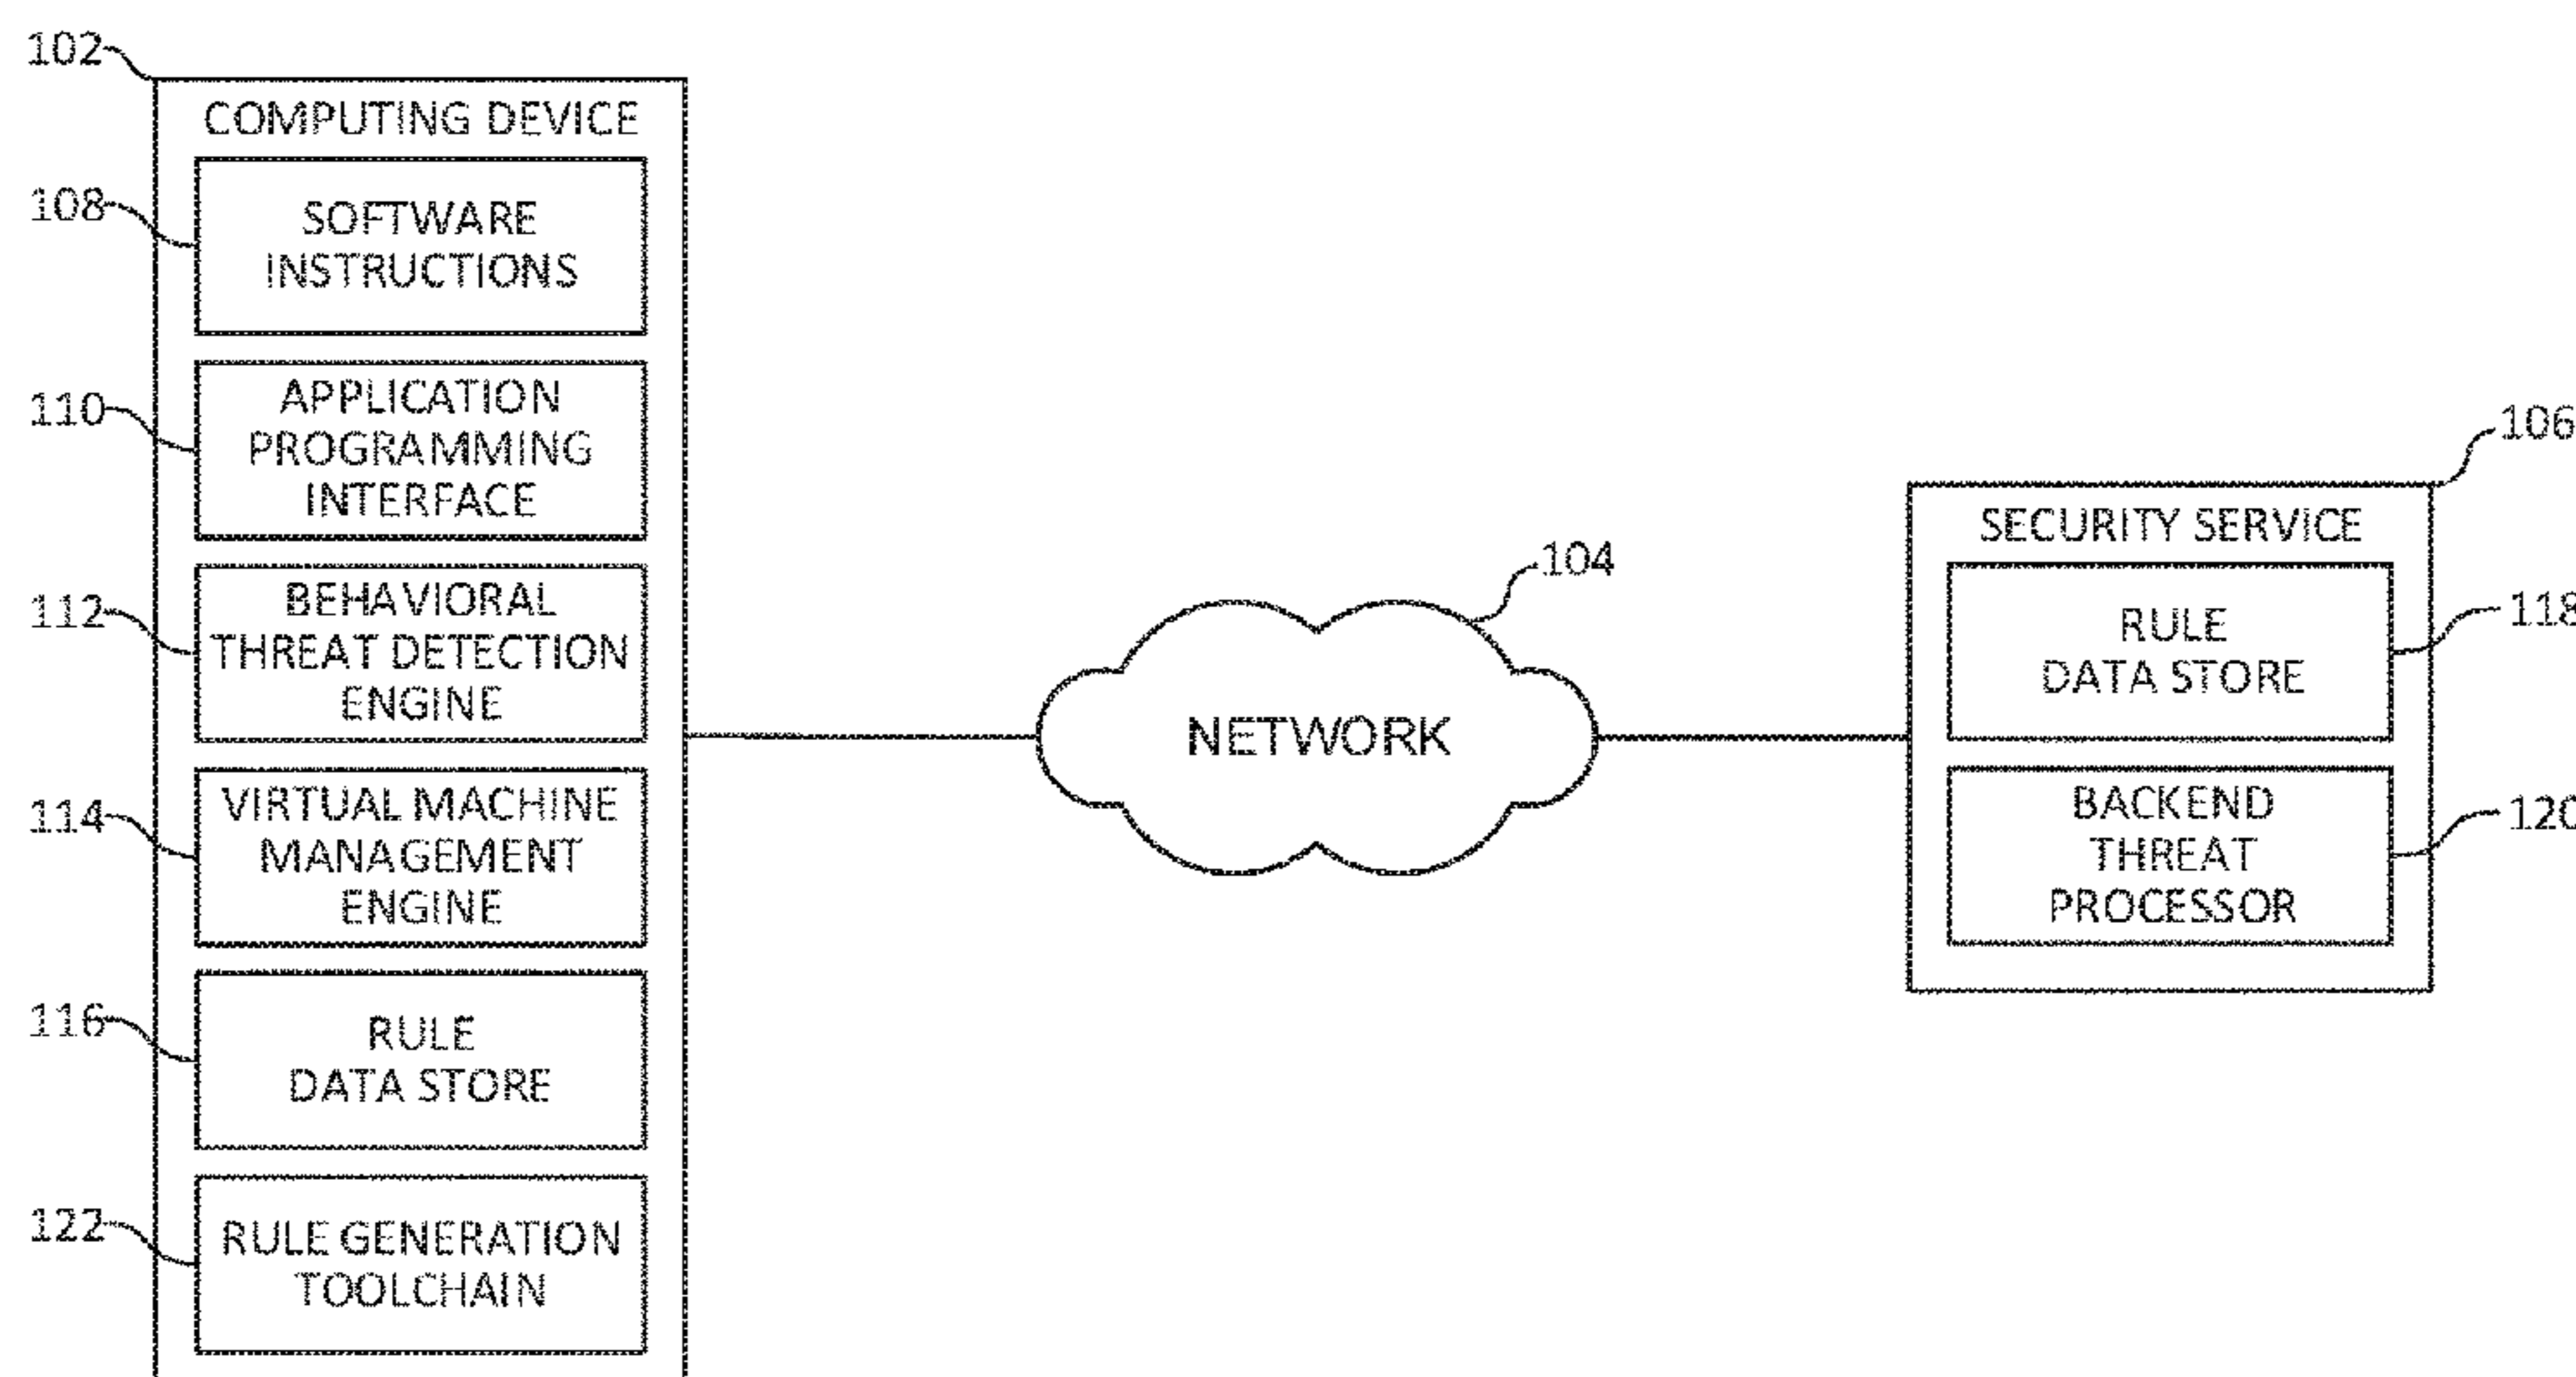 102
COMPUTING DEVICE
108
SOFTWARE
INSTRUCTIONS
110
APPLICATION
PROGRAMMING
INTERFACE
112
BEHAVIORAL
THREAT DETECTION
ENGINE
114
VIRTUAL MACHINE
MANAGEMENT
ENGINE
116
RULE
DATA STORE
122
RULE GENERATION
TOOLCHAIN
104
NETWORK
106
SECURITY SERVICE
118
RULE
DATA STORE
120
BACKEND
THREAT
PROCESSOR